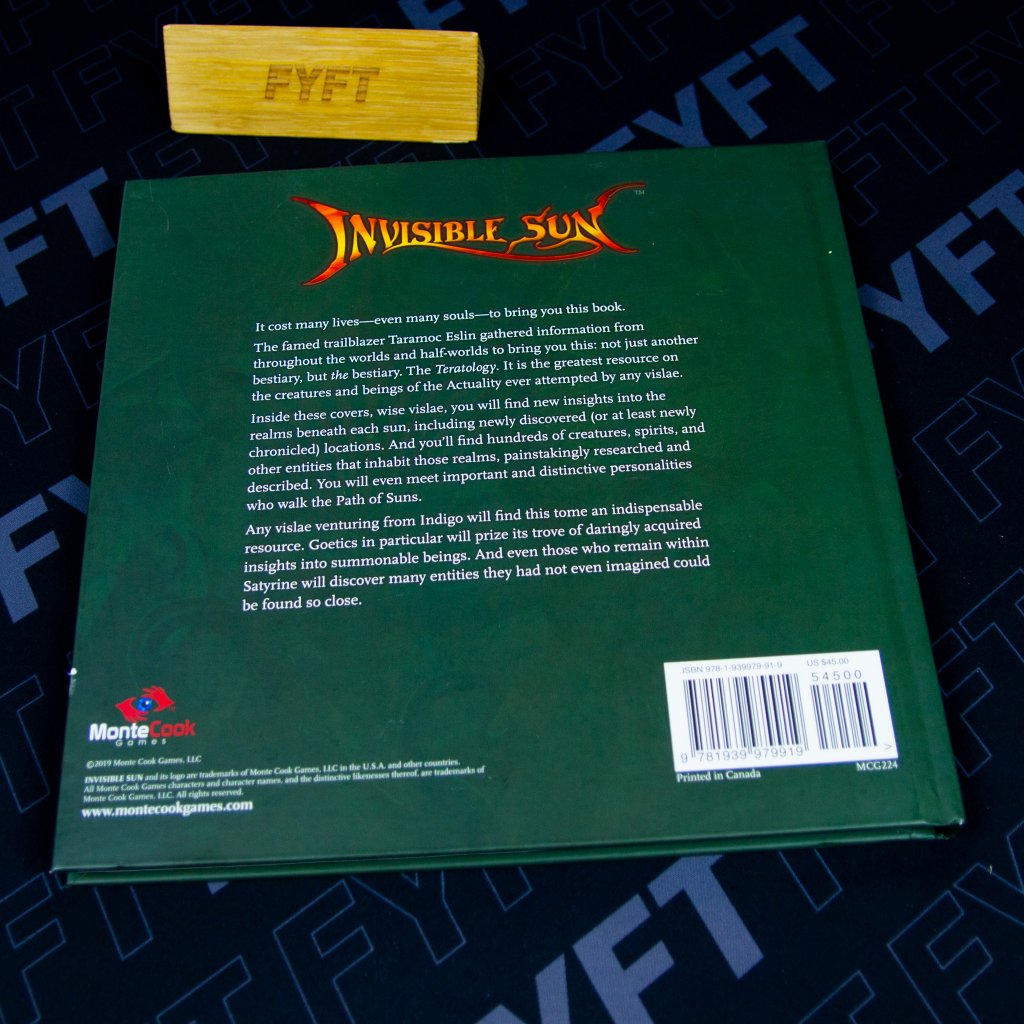 FYFT
INVISIBLE SUN™
It cost many lives—even many souls—to bring you this book.
The famed trailblazer Taramoc Eslin gathered information from
throughout the worlds and half-worlds to bring you this: not just another
bestiary, but the bestiary. The Teratology. It is the greatest resource on
the creatures and beings of the Actuality ever attempted by any vislae.
Inside these covers, wise vislae, you will find new insights into the
realms beneath each sun, including newly discovered (or at least newly
chronicled) locations. And you'll find hundreds of creatures, spirits, and
other entities that inhabit those realms, painstakingly researched and
described. You will even meet important and distinctive personalities
who walk the Path of Suns.
Any vislae venturing from Indigo will find this tome an indispensable
resource. Goetics in particular will prize its trove of daringly acquired
insights into summonable beings. And even those who remain within
Satyrine will discover many entities they had not even imagined could
be found so close.
MonteCook
Games
©2019 Monte Cook Games, LLC
INVISIBLE SUN and its logo are trademarks of Monte Cook Games, LLC in the U.S.A. and other countries.
All Monte Cook Games characters and character names, and the distinctive likenesses thereof, are trademarks of
Monte Cook Games, LLC. All rights reserved.
www.montecookgames.com
ISBN 978-1-939979-91-9 US $45.00
54500
9 781939 979919 >
Printed in Canada MCG224
FYFT
FYFT
FYFT
FYFT